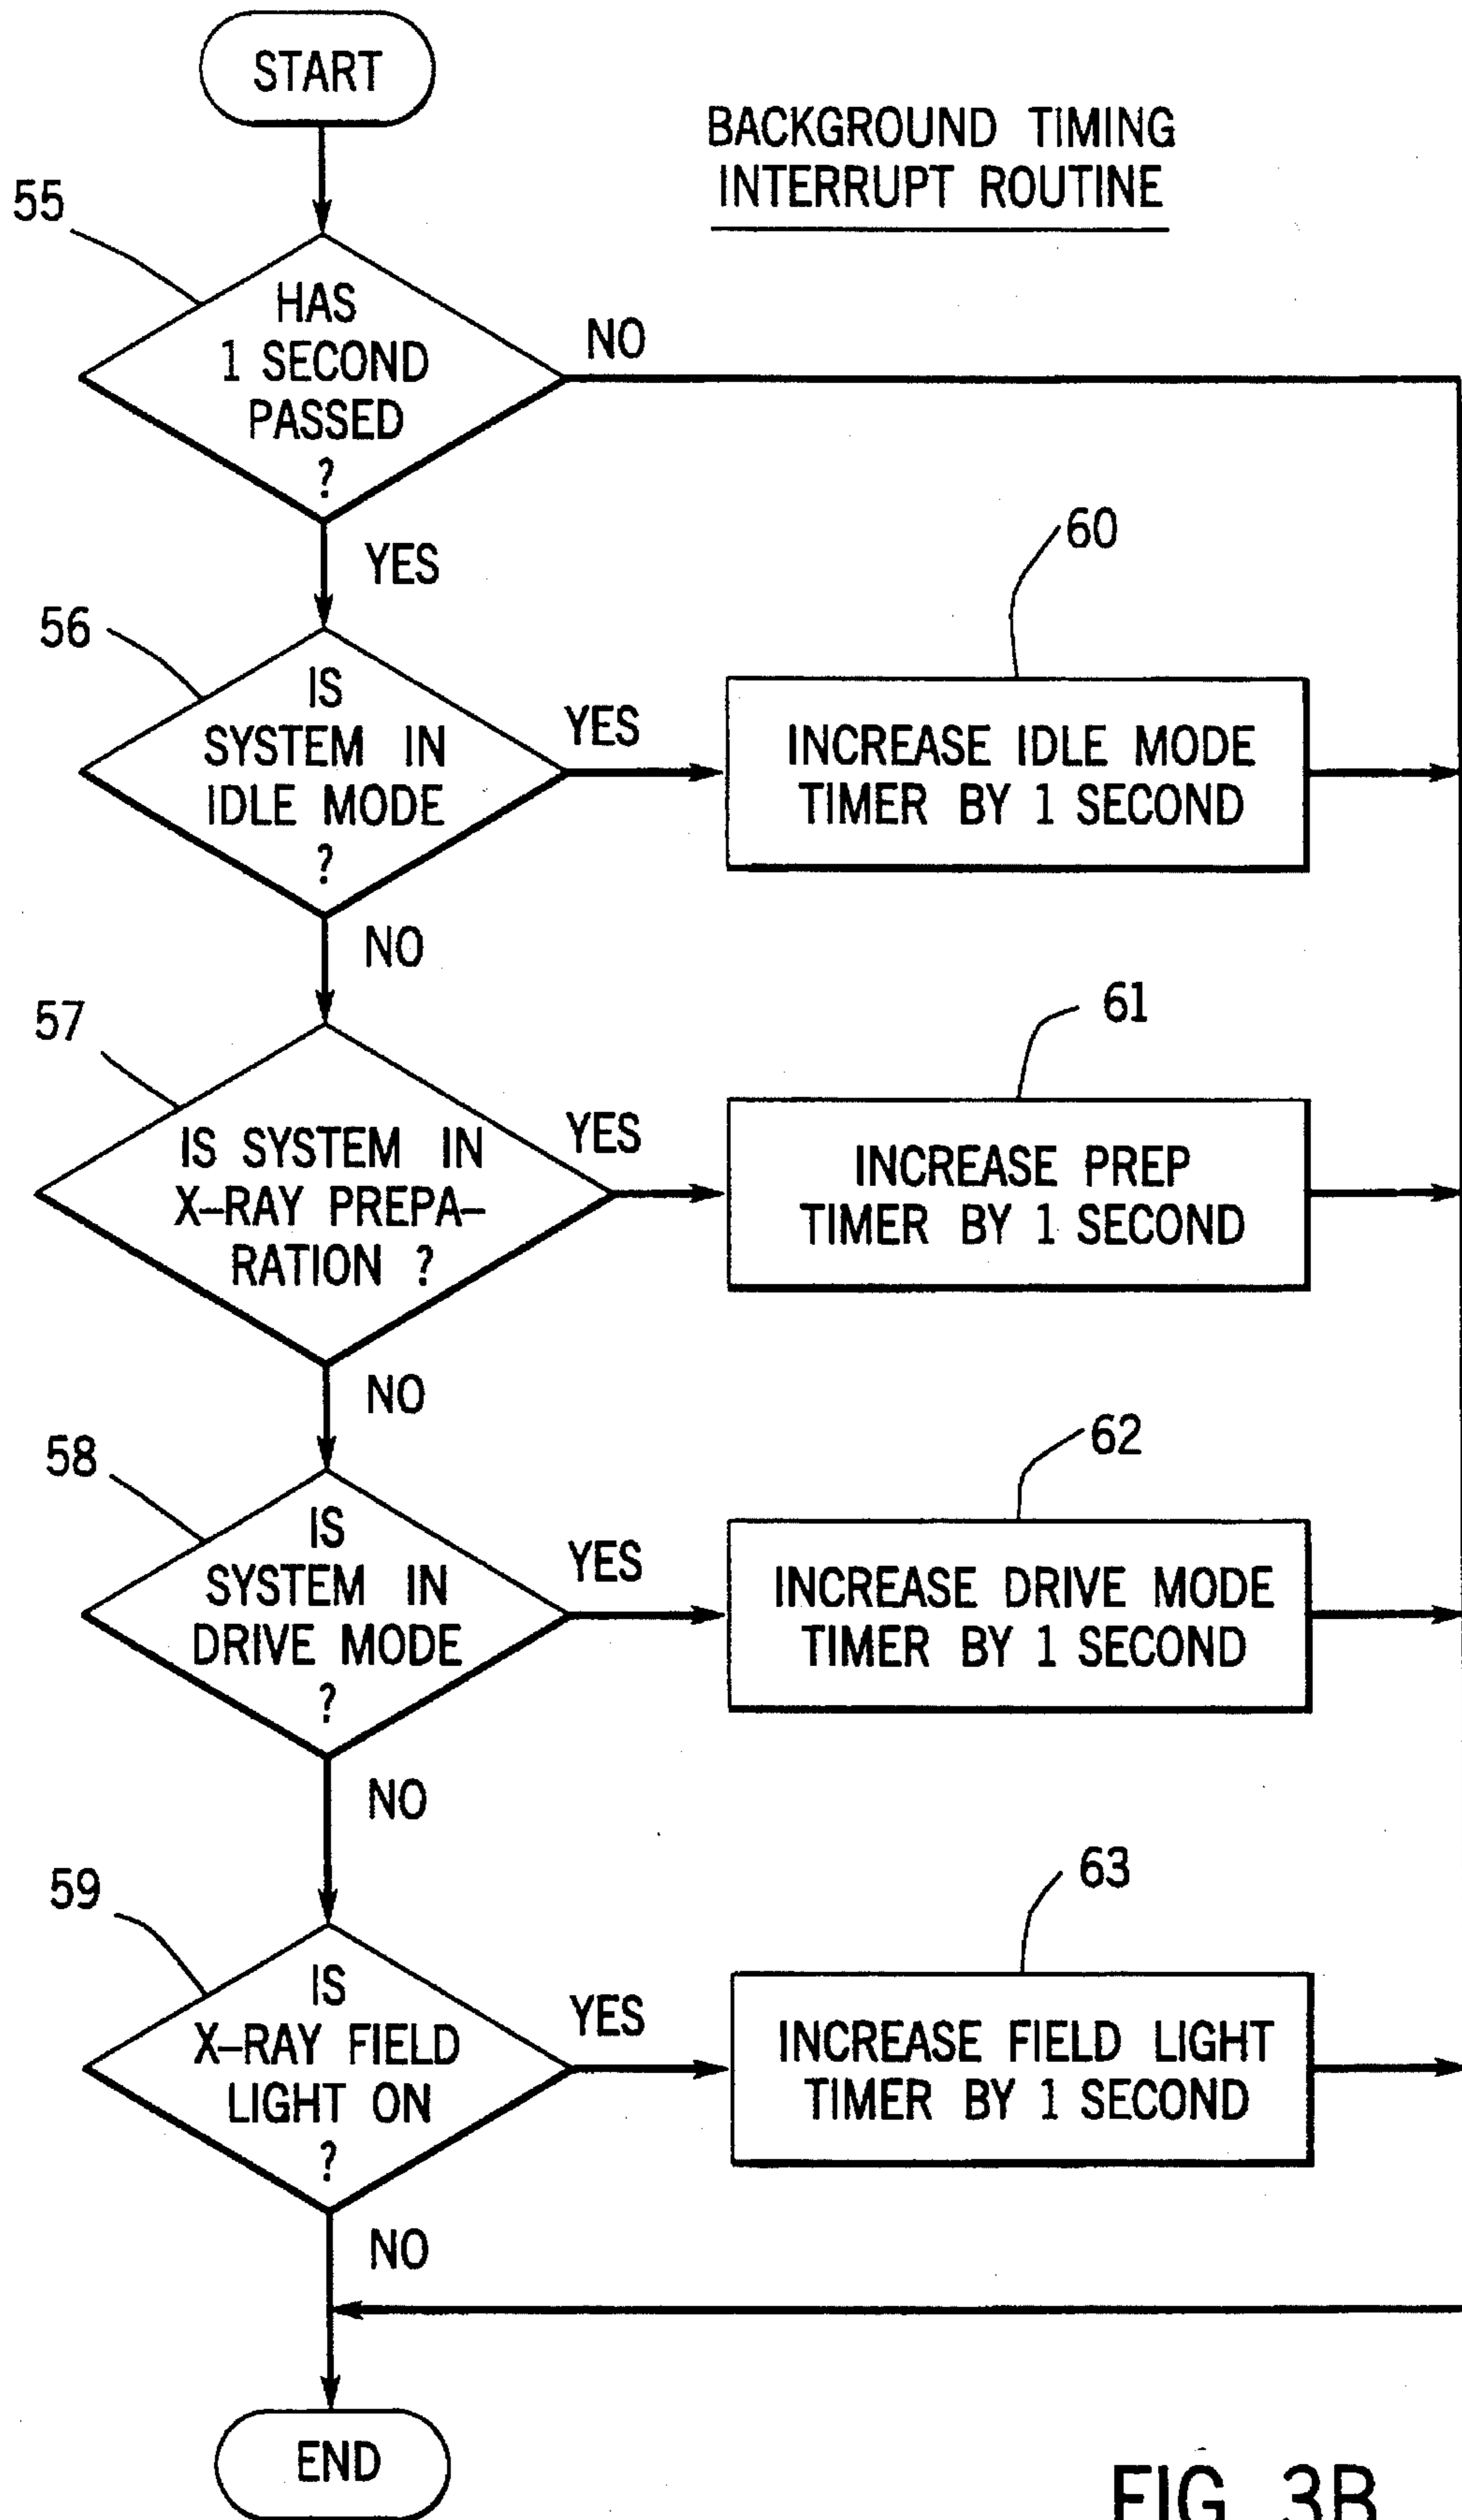 START
BACKGROUND TIMING
INTERRUPT ROUTINE
55
HAS
1 SECOND
PASSED
?
NO
YES
56
IS
SYSTEM IN
IDLE MODE
?
YES
60
INCREASE IDLE MODE
TIMER BY 1 SECOND
NO
57
IS SYSTEM IN
X-RAY PREPA-
RATION ?
YES
61
INCREASE PREP
TIMER BY 1 SECOND
NO
58
IS
SYSTEM IN
DRIVE MODE
?
YES
62
INCREASE DRIVE MODE
TIMER BY 1 SECOND
NO
59
IS
X-RAY FIELD
LIGHT ON
?
YES
63
INCREASE FIELD LIGHT
TIMER BY 1 SECOND
NO
END
FIG. 3B